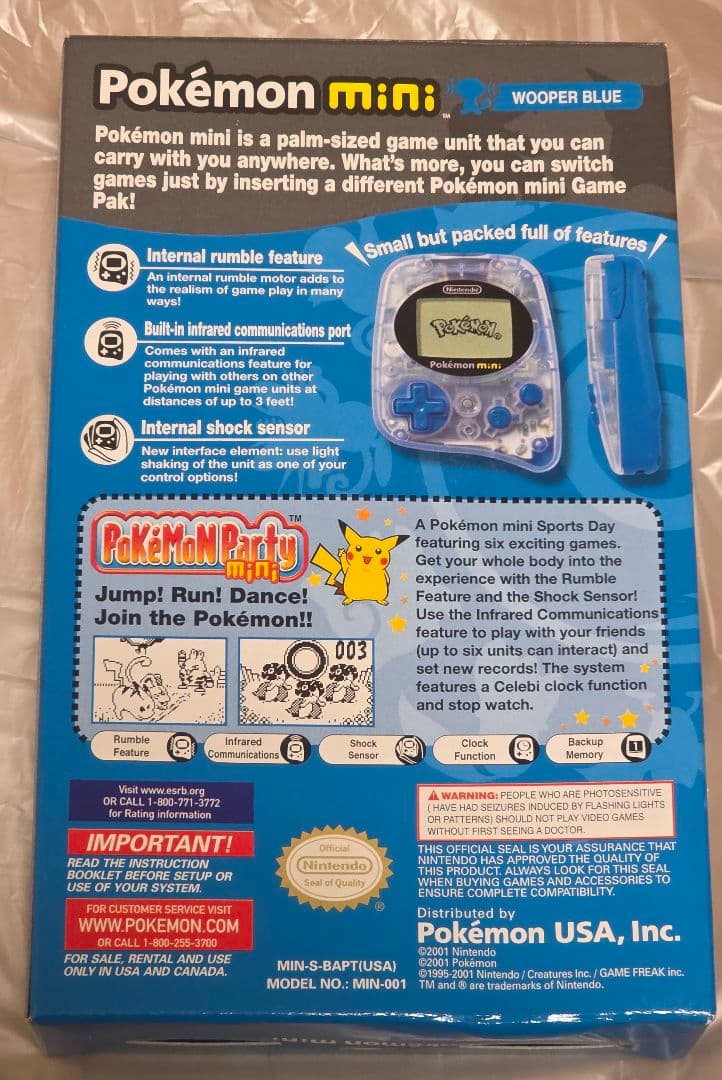 Pokémon mini™
WOOPER BLUE
Pokémon mini is a palm-sized game unit that you can
carry with you anywhere. What's more, you can switch
games just by inserting a different Pokémon mini Game
Pak!
Small but packed full of features
Internal rumble feature
An internal rumble motor adds to
the realism of game play in many
ways!
Built-in infrared communications port
Comes with an infrared
communications feature for
playing with others on other
Pokémon mini game units at
distances of up to 3 feet!
Internal shock sensor
New interface element: use light
shaking of the unit as one of your
control options!
Nintendo
POKéMON
Pokémon mini
POKéMON Party™
mini
Jump! Run! Dance!
Join the Pokémon!!
003
A Pokémon mini Sports Day
featuring six exciting games.
Get your whole body into the
experience with the Rumble
Feature and the Shock Sensor!
Use the Infrared Communications
feature to play with your friends
(up to six units can interact) and
set new records! The system
features a Celebi clock function
and stop watch.
Rumble
Feature
Infrared
Communications
Shock
Sensor
Clock
Function
Backup
Memory
1
Visit www.esrb.org
OR CALL 1-800-771-3772
for Rating information
IMPORTANT!
READ THE INSTRUCTION
BOOKLET BEFORE SETUP OR
USE OF YOUR SYSTEM.
FOR CUSTOMER SERVICE VISIT
WWW.POKEMON.COM
OR CALL 1-800-255-3700
FOR SALE, RENTAL AND USE
ONLY IN USA AND CANADA.
Official
Nintendo
Seal of Quality
®
MIN-S-BAPT(USA)
MODEL NO.: MIN-001
WARNING: PEOPLE WHO ARE PHOTOSENSITIVE
(HAVE HAD SEIZURES INDUCED BY FLASHING LIGHTS
OR PATTERNS) SHOULD NOT PLAY VIDEO GAMES
WITHOUT FIRST SEEING A DOCTOR.
THIS OFFICIAL SEAL IS YOUR ASSURANCE THAT
NINTENDO HAS APPROVED THE QUALITY OF
THIS PRODUCT. ALWAYS LOOK FOR THIS SEAL
WHEN BUYING GAMES AND ACCESSORIES TO
ENSURE COMPLETE COMPATIBILITY.
Distributed by
Pokémon USA, Inc.
©2001 Nintendo
©2001 Pokémon
©1995-2001 Nintendo / Creatures Inc. / GAME FREAK inc.
TM and ® are trademarks of Nintendo.